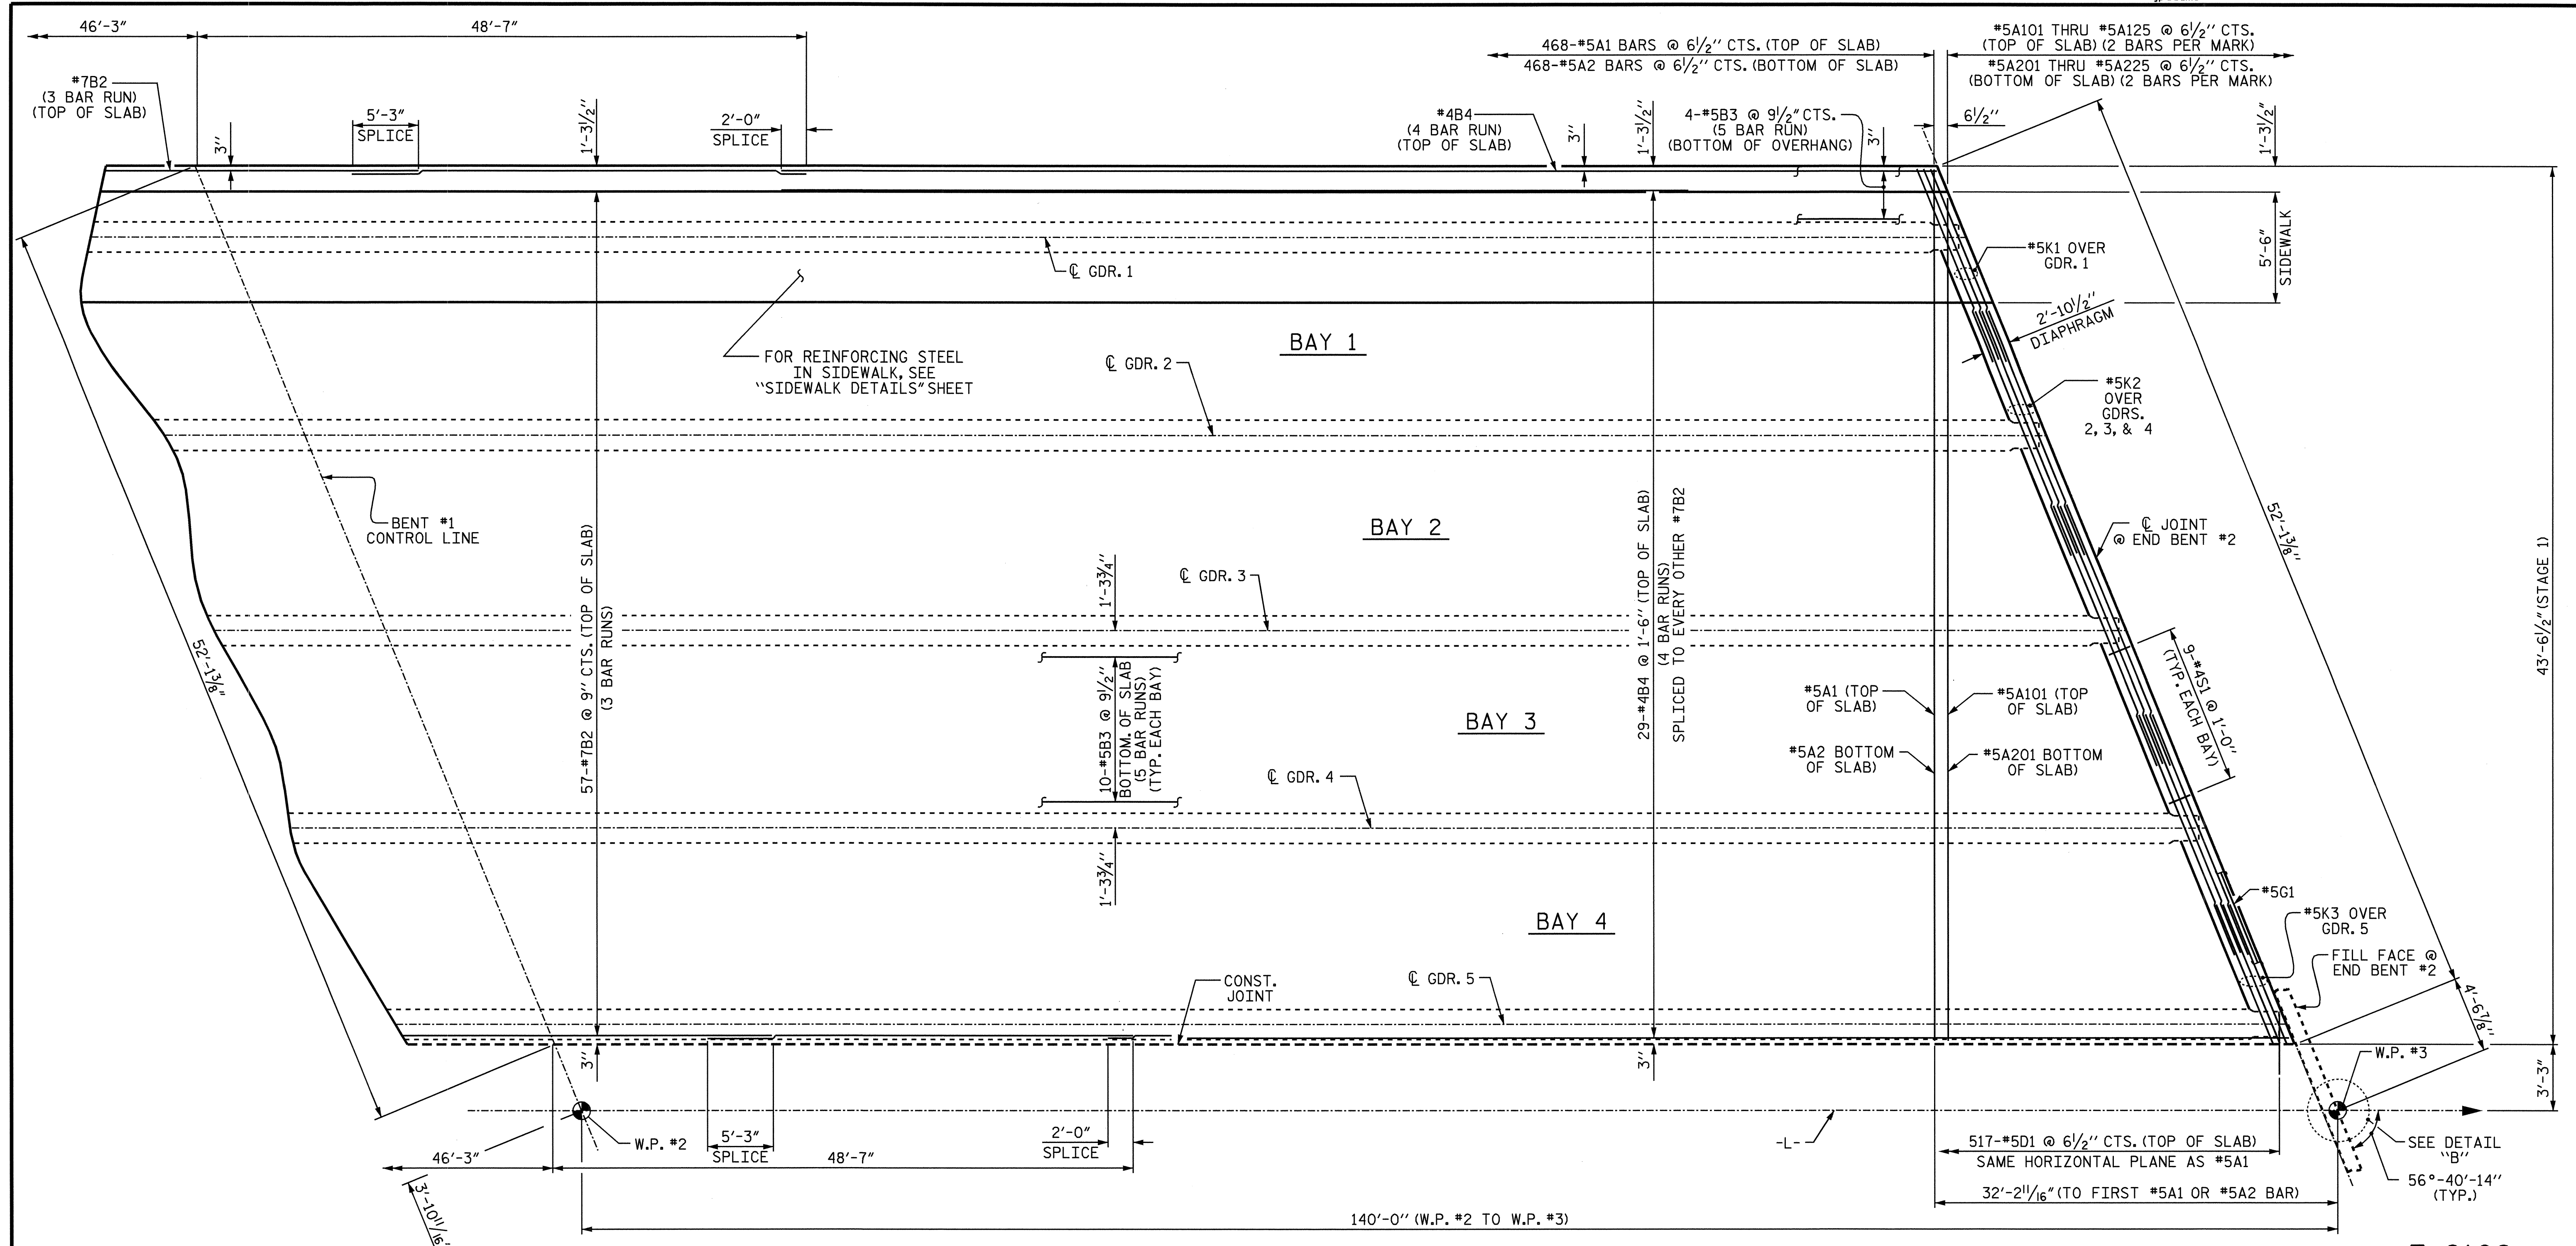 46'-3"
48'-7"
468-#5A1 BARS @ 6½" CTS. (TOP OF SLAB)
468-#5A2 BARS @ 6½" CTS. (BOTTOM OF SLAB)
#5A101 THRU #5A125 @ 6½" CTS.
(TOP OF SLAB) (2 BARS PER MARK)
#5A201 THRU #5A225 @ 6½" CTS.
(BOTTOM OF SLAB) (2 BARS PER MARK)
#7B2
(3 BAR RUN)
(TOP OF SLAB)
3"
5'-3"
SPLICE
1'-3½"
2'-0"
SPLICE
#4B4
(4 BAR RUN)
(TOP OF SLAB)
3"
1'-3½"
4-#5B3 @ 9½" CTS.
(5 BAR RUN)
(BOTTOM OF OVERHANG)
3"
6½"
1'-3½"
5'-6"
SIDEWALK
℄ GDR. 1
#5K1 OVER
GDR. 1
2'-10½"
DIAPHRAGM
BAY 1
FOR REINFORCING STEEL
IN SIDEWALK, SEE
"SIDEWALK DETAILS" SHEET
℄ GDR. 2
#5K2
OVER
GDRS.
2, 3, & 4
BENT #1
CONTROL LINE
57-#7B2 @ 9" CTS. (TOP OF SLAB)
(3 BAR RUNS)
BAY 2
29-#4B4 @ 1'-6" (TOP OF SLAB)
(4 BAR RUNS)
SPLICED TO EVERY OTHER #7B2
℄ JOINT
@ END BENT #2
52'-1⅜"
43'-6½" (STAGE 1)
1'-3¾"
℄ GDR. 3
52'-1⅜"
10-#5B3 @ 9½"
BOTTOM. OF SLAB
(5 BAR RUNS)
(TYP. EACH BAY)
BAY 3
#5A1 (TOP
OF SLAB)
#5A101 (TOP
OF SLAB)
#5A2 BOTTOM
OF SLAB)
#5A201 BOTTOM
OF SLAB)
9-#4S1 @ 1'-0"
(TYP. EACH BAY)
℄ GDR. 4
1'-3¾"
BAY 4
#5G1
#5K3 OVER
GDR. 5
FILL FACE @
END BENT #2
CONST.
JOINT
℄ GDR. 5
4'-6⅞"
3"
3"
W.P. #3
3'-3"
W.P. #2
5'-3"
SPLICE
2'-0"
SPLICE
46'-3"
48'-7"
-L-
517-#5D1 @ 6½" CTS. (TOP OF SLAB)
SAME HORIZONTAL PLANE AS #5A1
SEE DETAIL
"B"
56°-40'-14"
(TYP.)
3'-10 11/16"
32'-2 11/16" (TO FIRST #5A1 OR #5A2 BAR)
140'-0" (W.P. #2 TO W.P. #3)